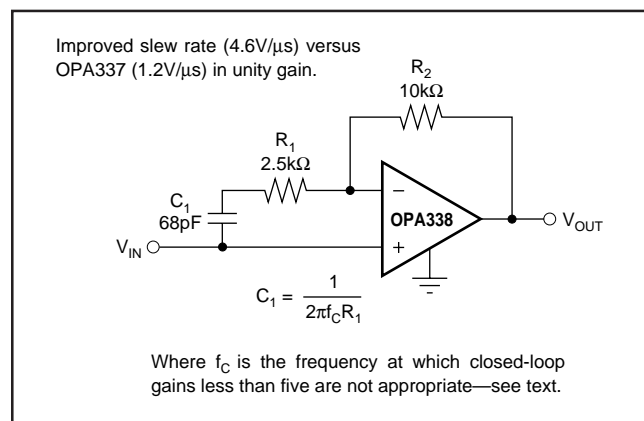 Improved slew rate (4.6V/µs) versus
OPA337 (1.2V/µs) in unity gain.
R2
10kΩ
R1
2.5kΩ
C1
68pF
–
OPA338
+
VIN
VOUT
C1 = 1
2πfCR1
Where fC is the frequency at which closed-loop
gains less than five are not appropriate—see text.